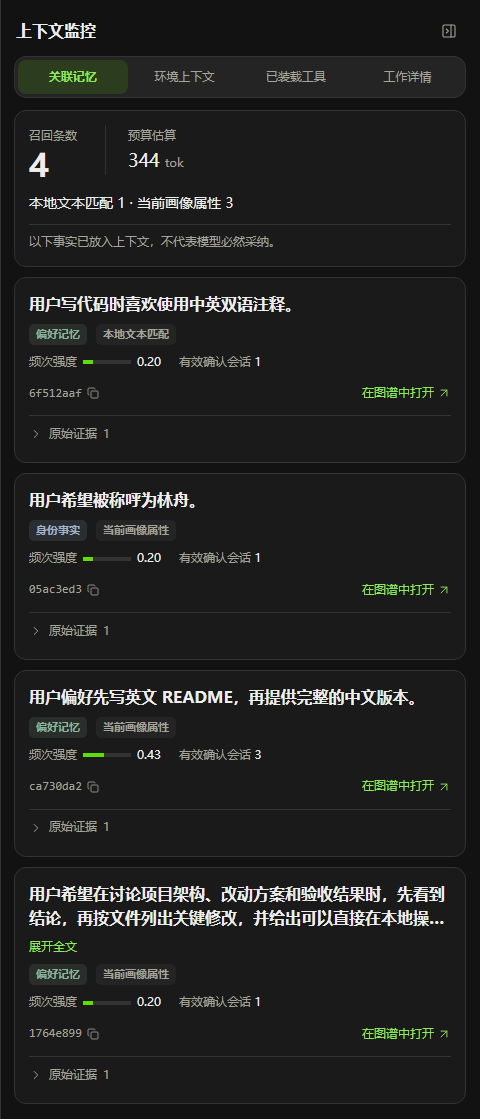 上下文监控
关联记忆 环境上下文 已装载工具 工作详情
召回条数 预算估算
4 344 tok
本地文本匹配 1 · 当前画像属性 3
以下事实已放入上下文，不代表模型必然采纳。
用户写代码时喜欢使用中英双语注释。
偏好记忆 本地文本匹配
频次强度 0.20 有效确认会话 1
6f512aaf 在图谱中打开
原始证据 1
用户希望被称呼为林舟。
身份事实 当前画像属性
频次强度 0.20 有效确认会话 1
05ac3ed3 在图谱中打开
原始证据 1
用户偏好先写英文 README，再提供完整的中文版本。
偏好记忆 当前画像属性
频次强度 0.43 有效确认会话 3
ca730da2 在图谱中打开
原始证据 1
用户希望在讨论项目架构、改动方案和验收结果时，先看到
结论，再按文件列出关键修改，并给出可以直接在本地操...
展开全文
偏好记忆 当前画像属性
频次强度 0.20 有效确认会话 1
1764e899 在图谱中打开
原始证据 1